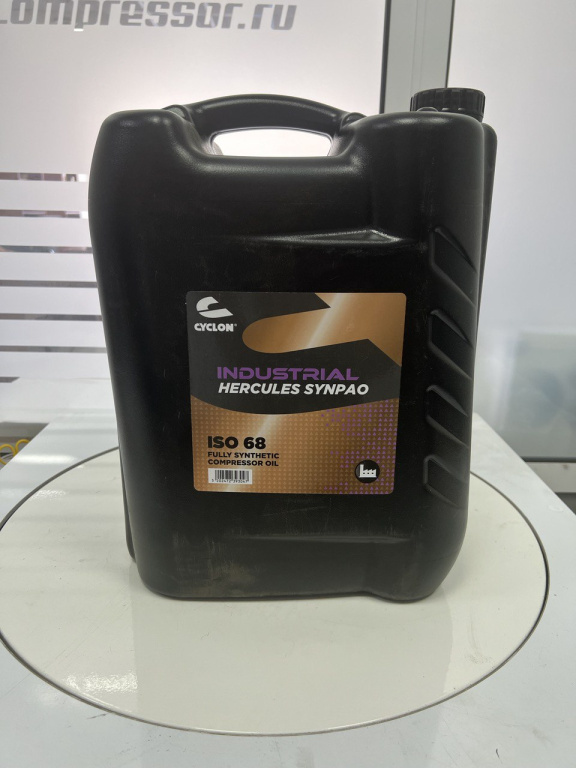 ompressor.ru
CYCLON®
INDUSTRIAL
HERCULES SYNPAO
ISO 68
FULLY SYNTHETIC
COMPRESSOR OIL